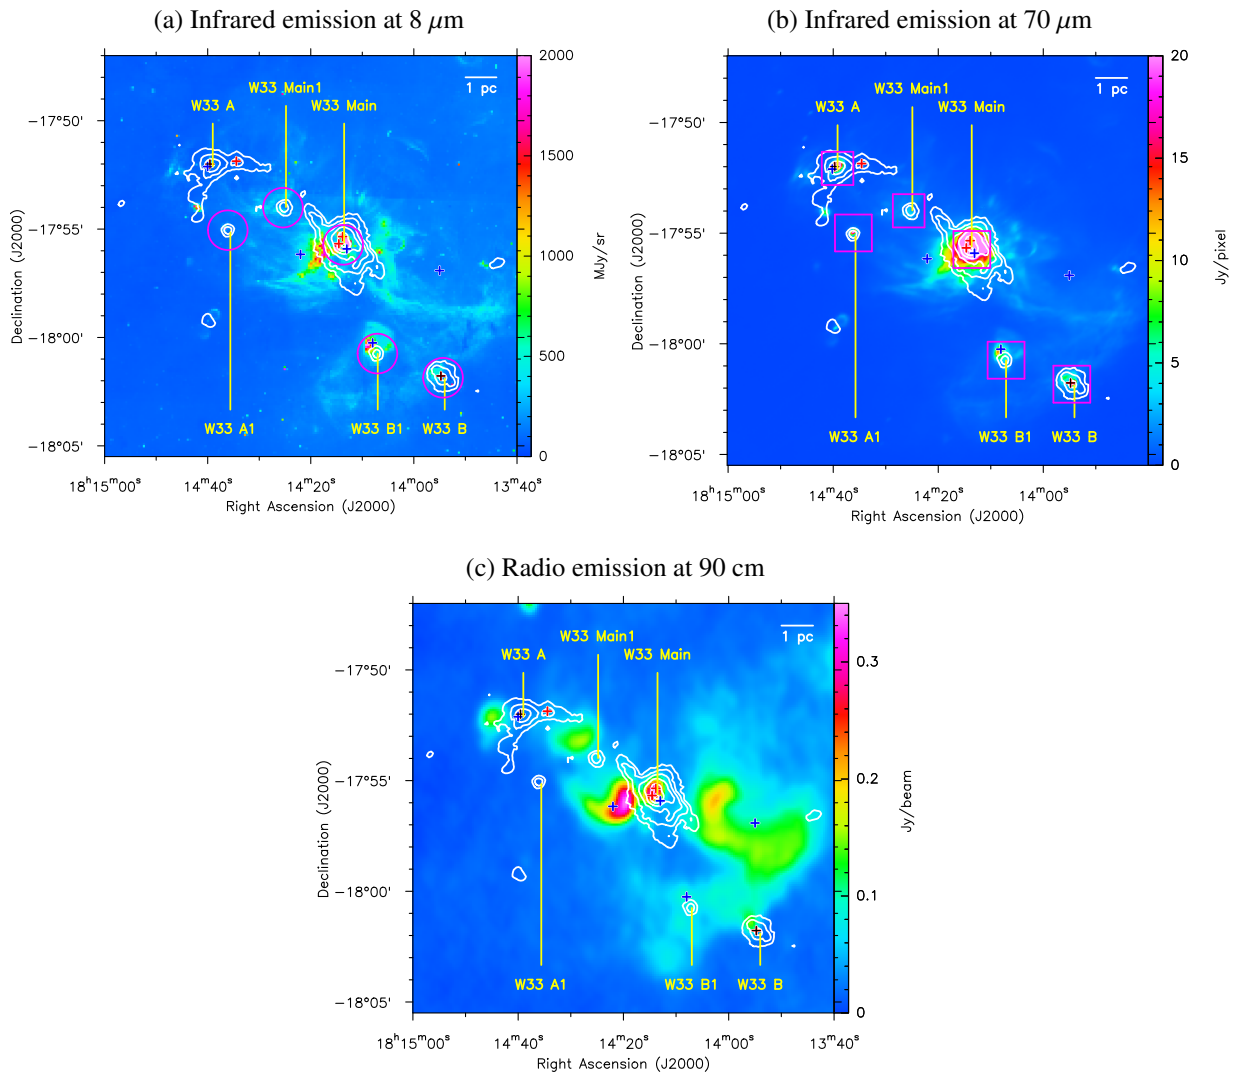 (a) Infrared emission at 8 μm
W33 Main1
W33 A
W33 Main
1 pc
−17°50'
−17°55'
−18°00'
−18°05'
Declination (J2000)
W33 A1
W33 B1
W33 B
18ʰ15ᵐ00ˢ
14ᵐ40ˢ
14ᵐ20ˢ
14ᵐ00ˢ
13ᵐ40ˢ
Right Ascension (J2000)
2000
1500
1000
500
0
MJy/sr
(b) Infrared emission at 70 μm
W33 Main1
W33 A
W33 Main
1 pc
−17°50'
−17°55'
−18°00'
−18°05'
Declination (J2000)
W33 A1
W33 B1
W33 B
18ʰ15ᵐ00ˢ
14ᵐ40ˢ
14ᵐ20ˢ
14ᵐ00ˢ
Right Ascension (J2000)
20
15
10
5
0
Jy/pixel
(c) Radio emission at 90 cm
W33 Main1
W33 A
W33 Main
1 pc
−17°50'
−17°55'
−18°00'
−18°05'
Declination (J2000)
W33 A1
W33 B1
W33 B
18ʰ15ᵐ00ˢ
14ᵐ40ˢ
14ᵐ20ˢ
14ᵐ00ˢ
13ᵐ40ˢ
Right Ascension (J2000)
0.3
0.2
0.1
0
Jy/beam